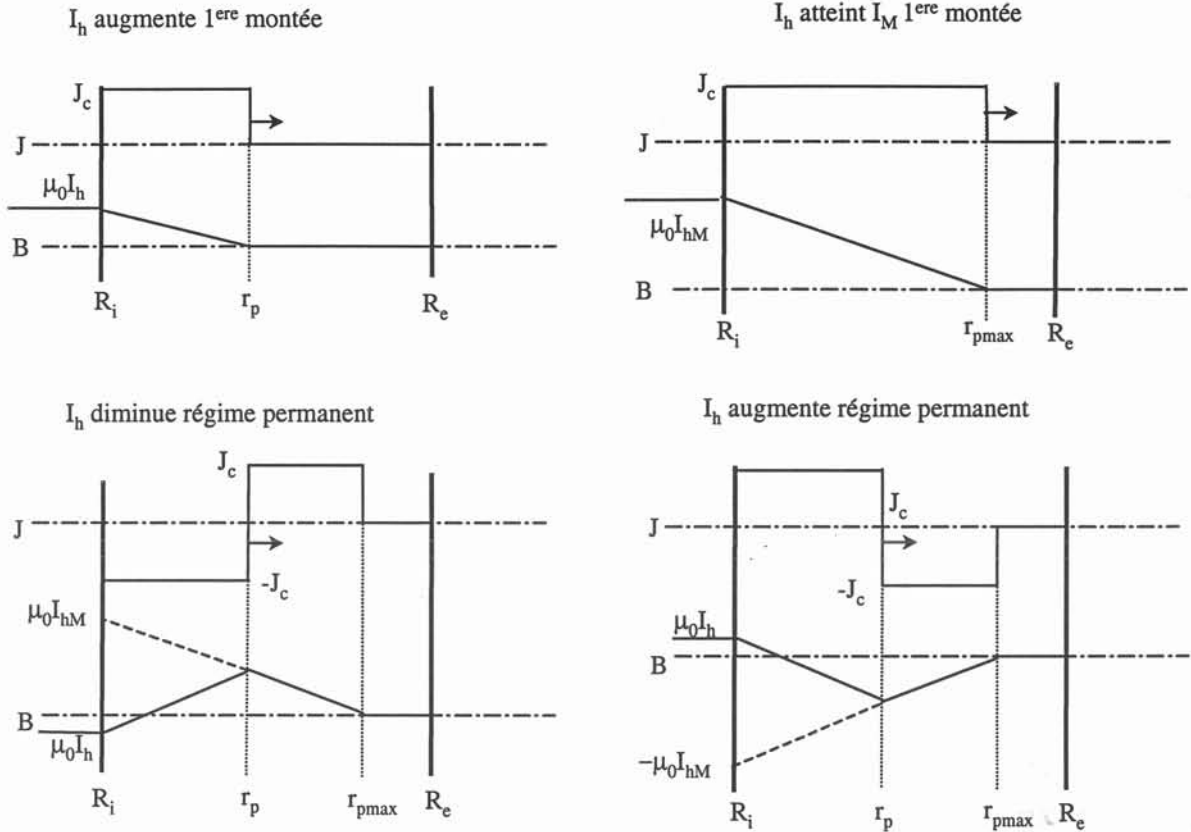 I_h augmente 1^ere montée
J_c
J
μ_0I_h
B
R_i
r_p
R_e
I_h atteint I_M 1^ere montée
J_c
J
μ_0I_hM
B
R_i
r_pmax
R_e
I_h diminue régime permanent
J_c
J
-J_c
μ_0I_hM
B
μ_0I_h
R_i
r_p
r_pmax
R_e
I_h augmente régime permanent
J_c
J
-J_c
μ_0I_h
B
-μ_0I_hM
R_i
r_p
r_pmax
R_e